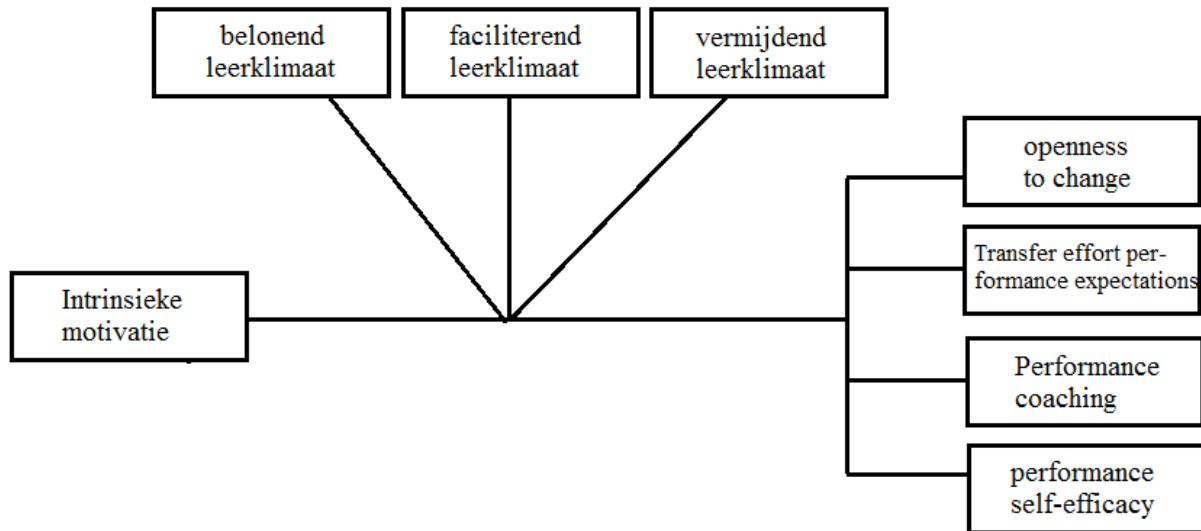 belonend
leerklimaat
faciliterend
leerklimaat
vermijdend
leerklimaat
openness
to change
Transfer effort per-
formance expectations
Intrinsieke
motivatie
Performance
coaching
performance
self-efficacy